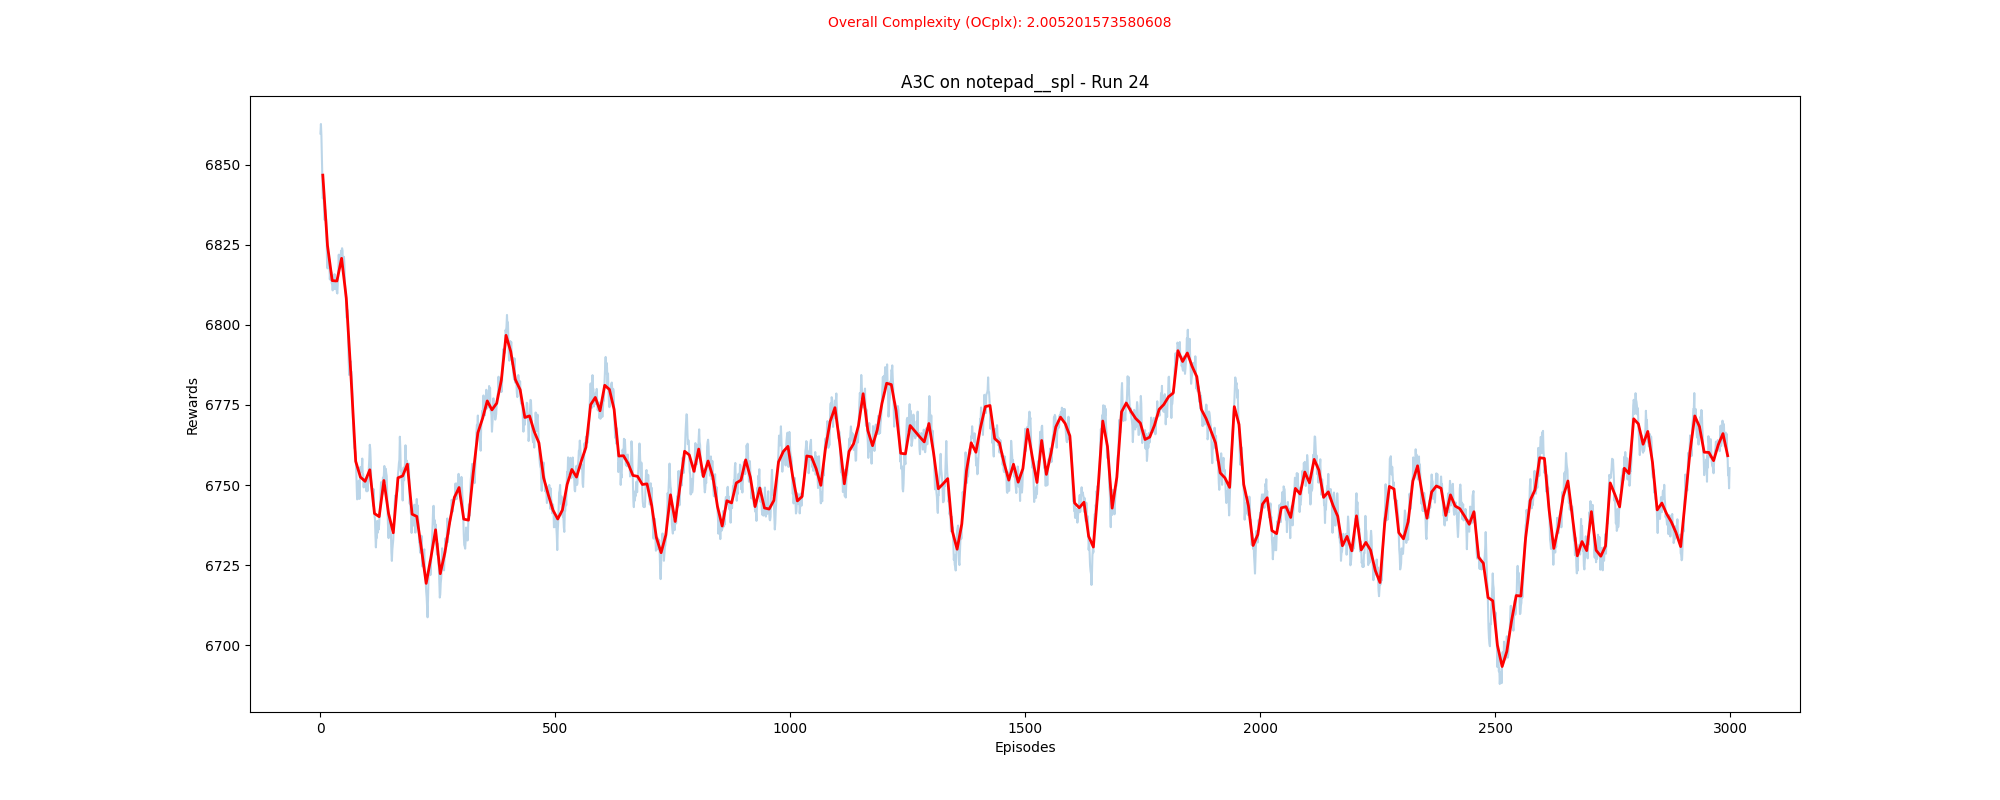 Overall Complexity (OCplx): 2.005201573580608
A3C on notepad__spl - Run 24
6850
6825
6800
6775
6750
6725
6700
Rewards
0 500 1000 1500 2000 2500 3000
Episodes